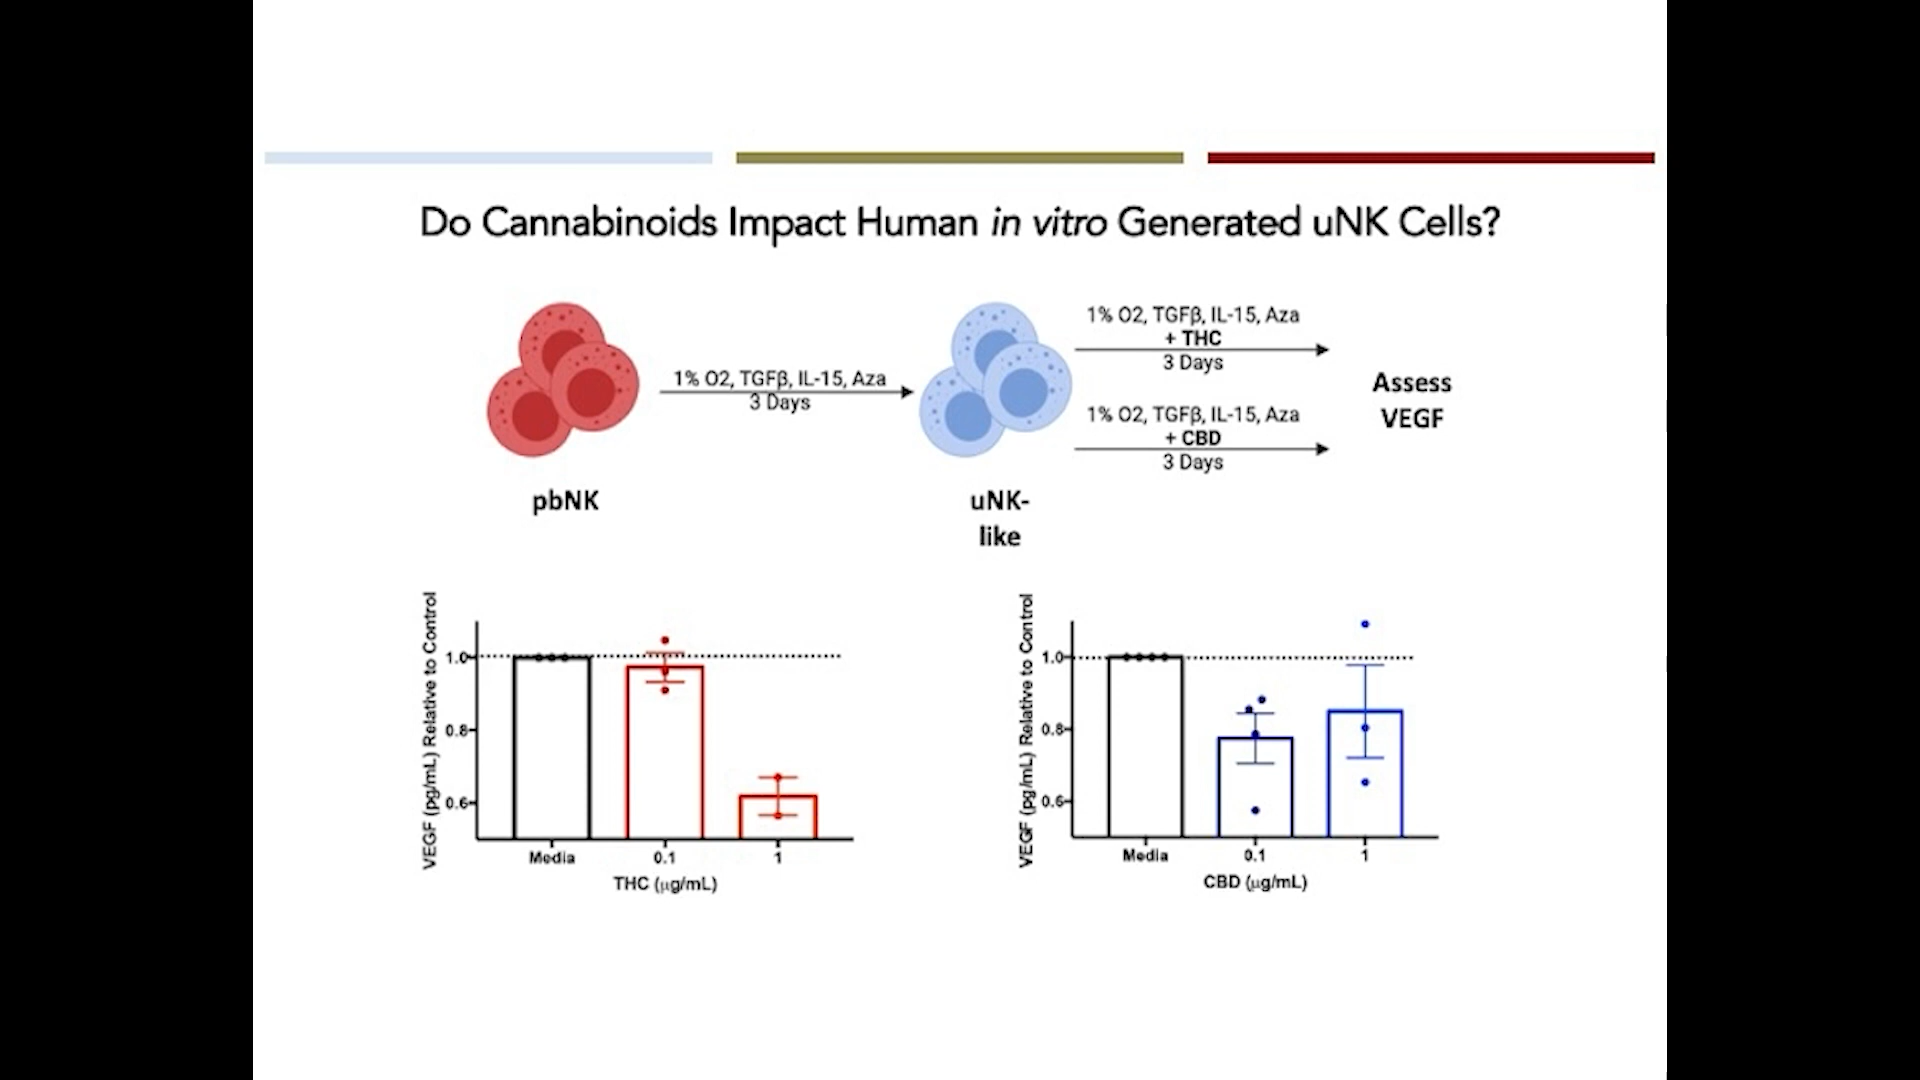 Do Cannabinoids Impact Human in vitro Generated uNK Cells?
1% O2, TGFβ, IL-15, Aza
3 Days
1% O2, TGFβ, IL-15, Aza
+ THC
3 Days
1% O2, TGFβ, IL-15, Aza
+ CBD
3 Days
Assess
VEGF
pbNK
uNK-
like
VEGF (pg/mL) Relative to Control
1.0
0.8
0.6
Media 0.1 1
THC (μg/mL)
VEGF (pg/mL) Relative to Control
1.0
0.8
0.6
Media 0.1 1
CBD (μg/mL)